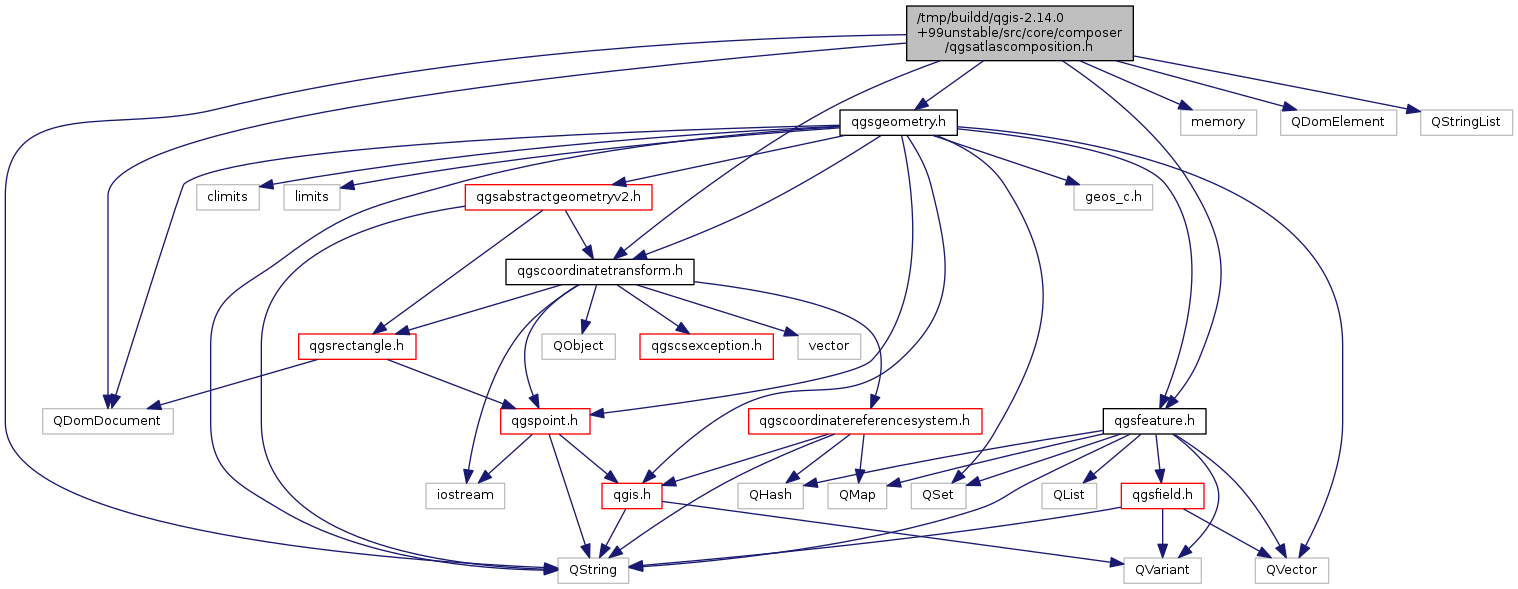 /tmp/buildd/qgis-2.14.0
+99unstable/src/core/composer
/qgsatlascomposition.h
qgsgeometry.h
memory
QDomElement
QStringList
climits
limits
qgsabstractgeometryv2.h
geos_c.h
qgscoordinatetransform.h
qgsrectangle.h
QObject
qgscsexception.h
vector
QDomDocument
qgspoint.h
qgscoordinatereferencesystem.h
qgsfeature.h
iostream
qgis.h
QHash
QMap
QSet
QList
qgsfield.h
QString
QVariant
QVector